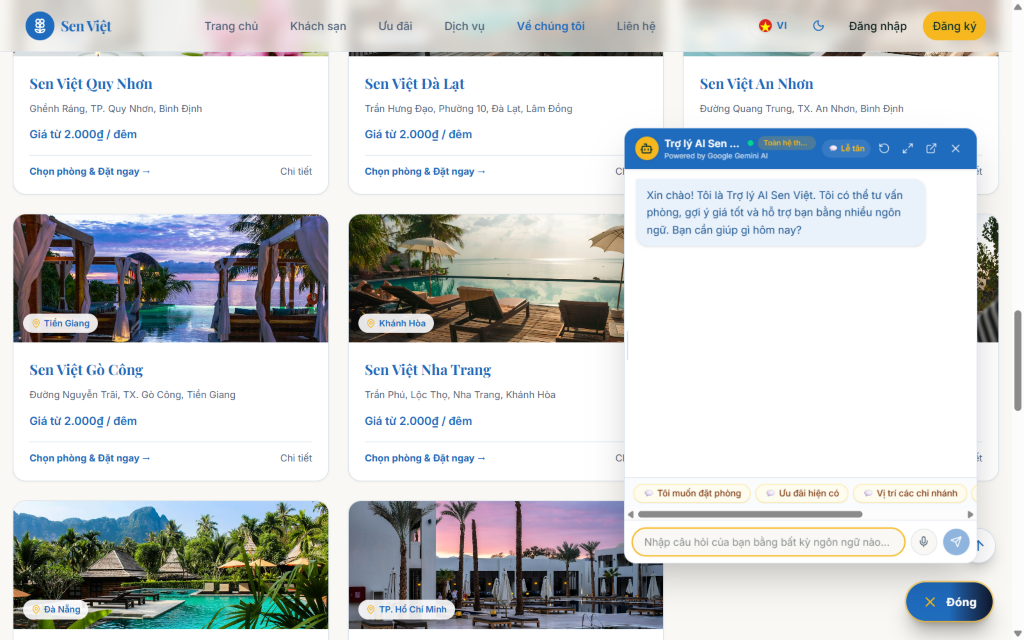 Sen Việt
Trang chủ
Khách sạn
Ưu đãi
Dịch vụ
Về chúng tôi
Liên hệ
VI
Đăng nhập
Đăng ký
Sen Việt Quy Nhơn
Ghềnh Ráng, TP. Quy Nhơn, Bình Định
Giá từ 2.000₫ / đêm
Chọn phòng & Đặt ngay →
Chi tiết
Sen Việt Đà Lạt
Trần Hưng Đạo, Phường 10, Đà Lạt, Lâm Đồng
Giá từ 2.000₫ / đêm
Chọn phòng & Đặt ngay →
Sen Việt An Nhơn
Đường Quang Trung, TX. An Nhơn, Bình Định
Trợ lý AI Sen ...
Toàn hệ th...
Powered by Google Gemini AI
Lễ tân
Xin chào! Tôi là Trợ lý AI Sen Việt. Tôi có thể tư vấn
phòng, gợi ý giá tốt và hỗ trợ bạn bằng nhiều ngôn
ngữ. Bạn cần giúp gì hôm nay?
Tôi muốn đặt phòng
Ưu đãi hiện có
Vị trí các chi nhánh
Nhập câu hỏi của bạn bằng bất kỳ ngôn ngữ nào...
Đóng
Tiền Giang
Sen Việt Gò Công
Đường Nguyễn Trãi, TX. Gò Công, Tiền Giang
Giá từ 2.000₫ / đêm
Chọn phòng & Đặt ngay →
Chi tiết
Khánh Hòa
Sen Việt Nha Trang
Trần Phú, Lộc Thọ, Nha Trang, Khánh Hòa
Giá từ 2.000₫ / đêm
Chọn phòng & Đặt ngay →
Đà Nẵng
TP. Hồ Chí Minh